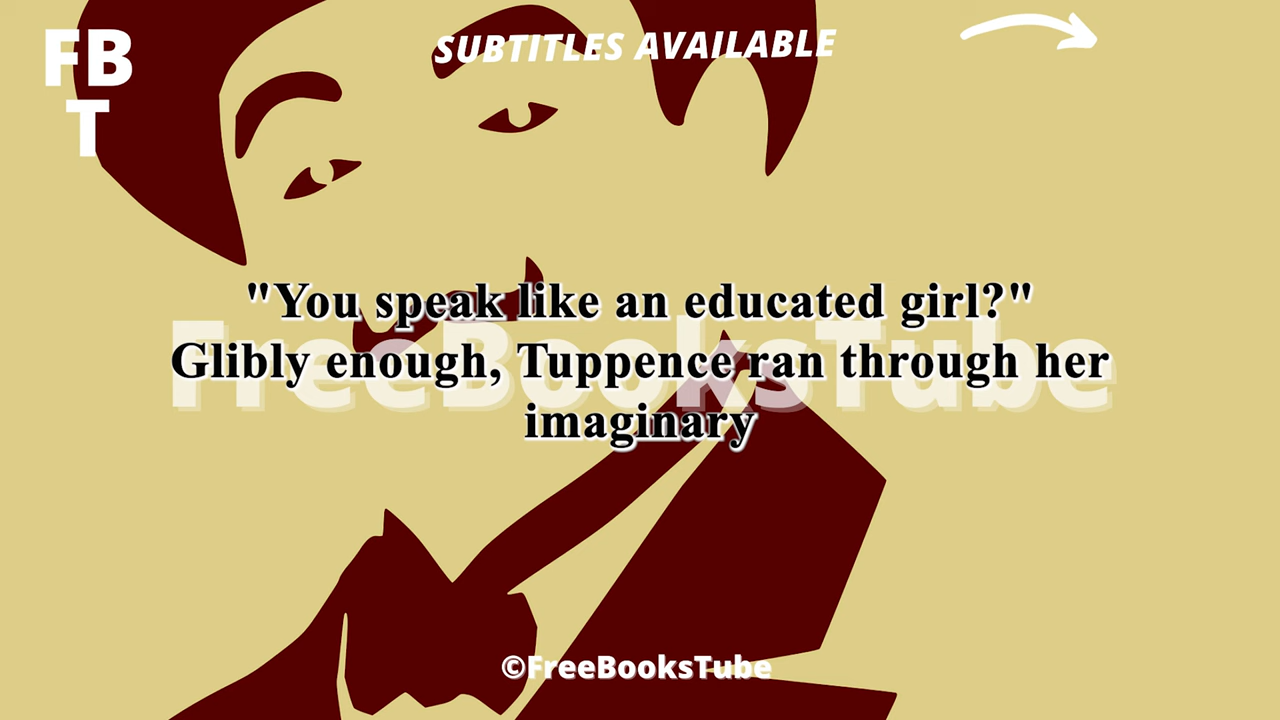 FB
T
SUBTITLES AVAILABLE
"You speak like an educated girl?"
Glibly enough, Tuppence ran through her
imaginary
FreeBooksTube
©FreeBooksTube